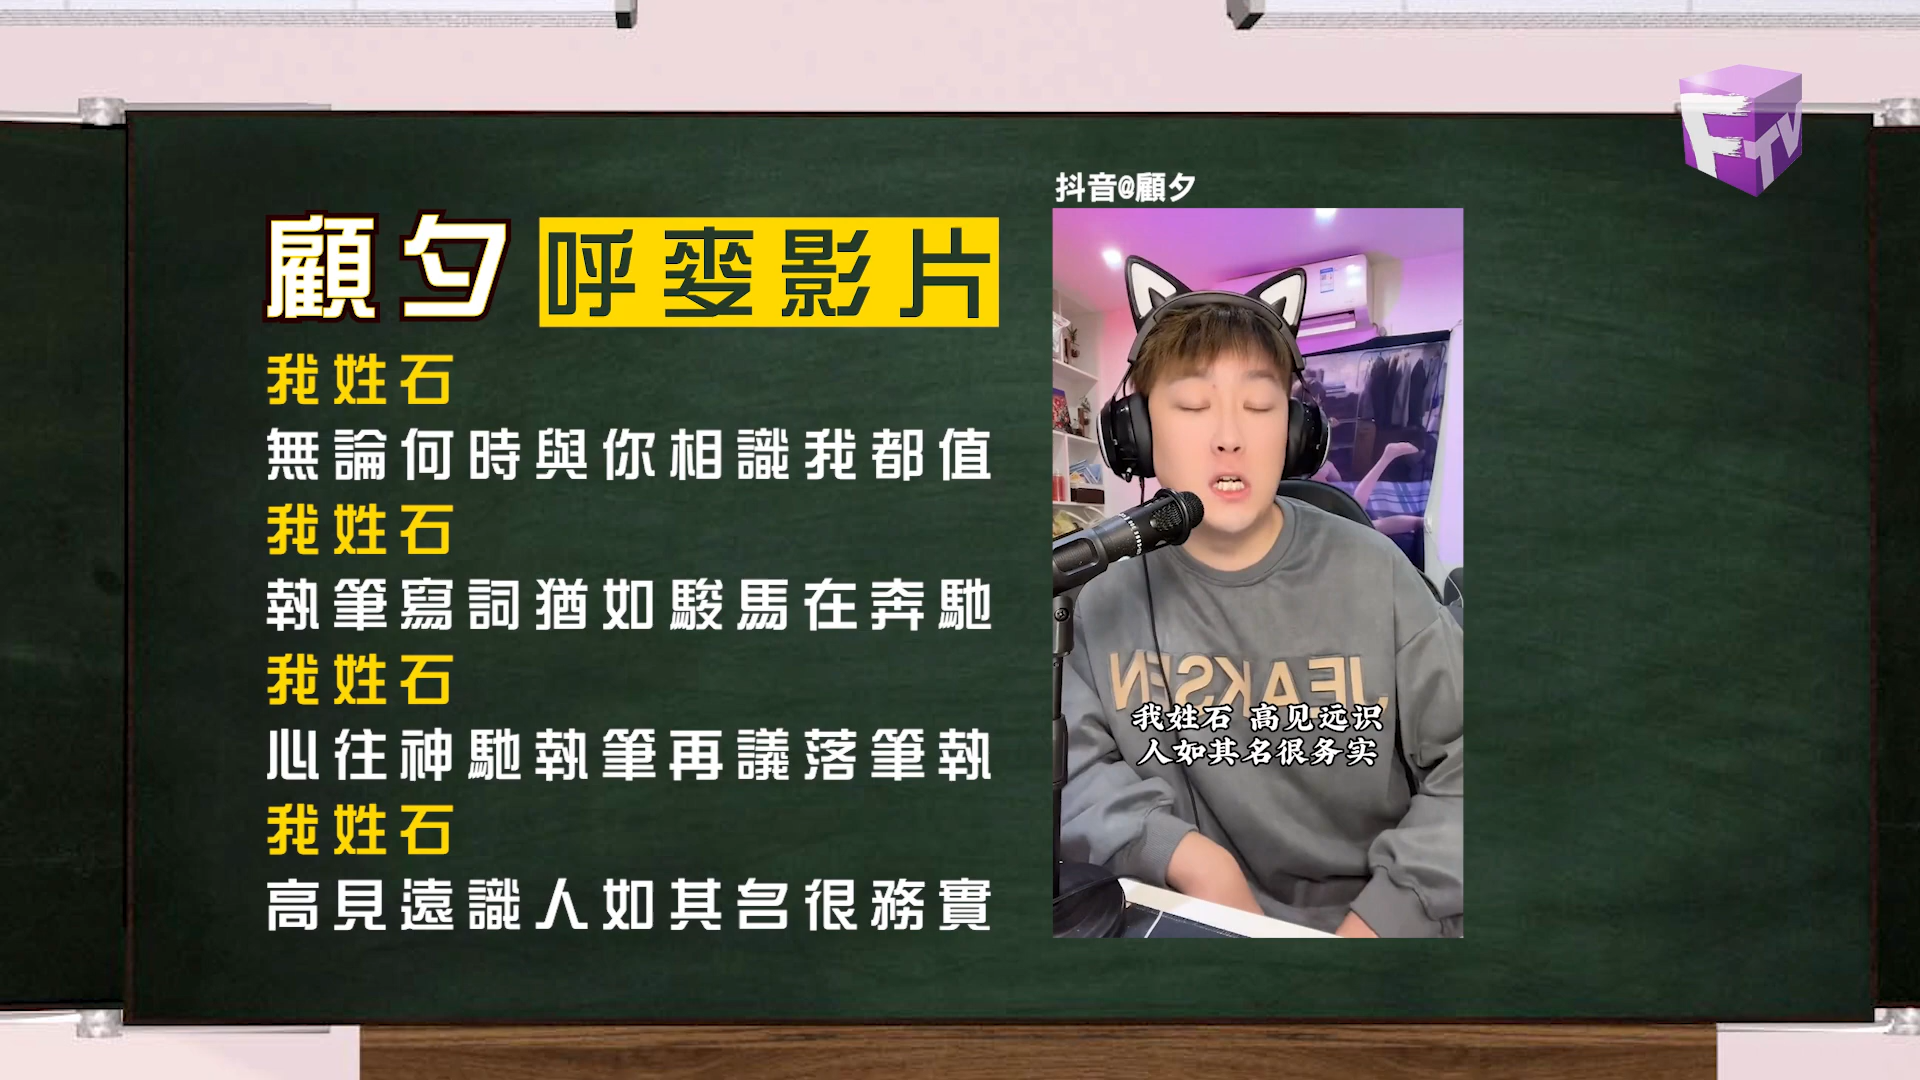 FTV
抖音@顧夕
顧夕 呼麥影片
我姓石
無論何時與你相識我都值
我姓石
執筆寫詞猶如駿馬在奔馳
我姓石
心往神馳執筆再議落筆執
我姓石
高見遠識人如其名很務實
JEAKSEN
我姓石 高见远识
人如其名很务实